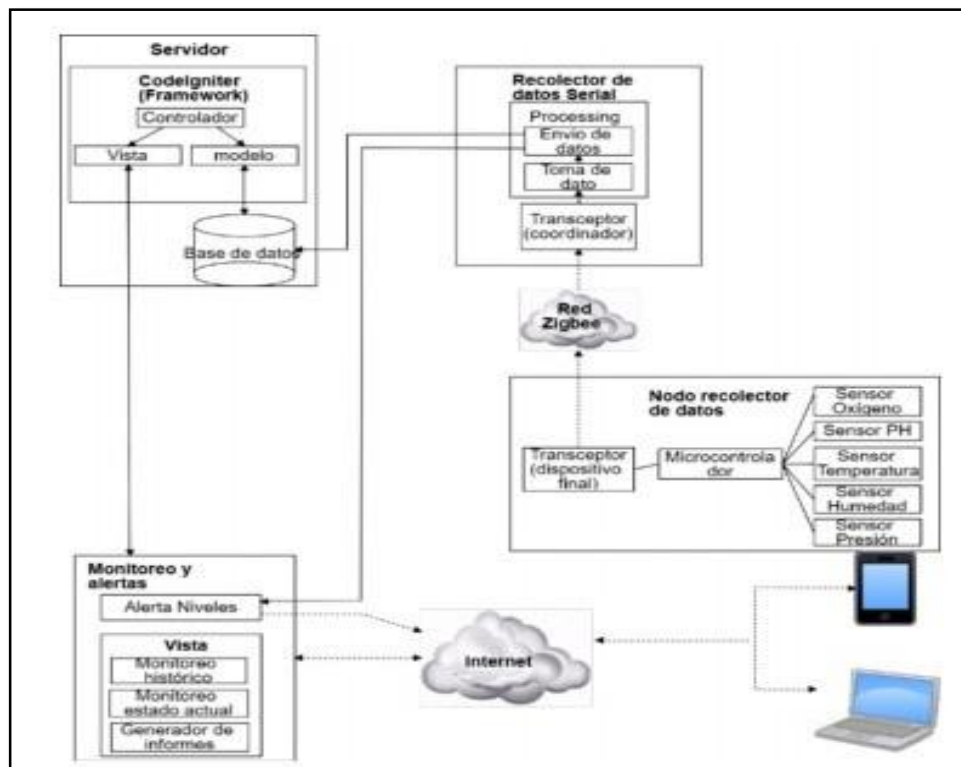 Servidor
CodeIgniter
(Framework)
Controlador
Vista
modelo
Base de datos
Recolector de
datos Serial
Processing
Envío de
datos
Toma de
dato
Transceptor
(coordinador)
Red
Zigbee
Nodo recolector
de datos
Transceptor
(dispositivo
final)
Microcontrola
dor
Sensor
Oxígeno
Sensor PH
Sensor
Temperatura
Sensor
Humedad
Sensor
Presión
Monitoreo y
alertas
Alerta Niveles
Vista
Monitoreo
histórico
Monitoreo
estado actual
Generador de
informes
Internet